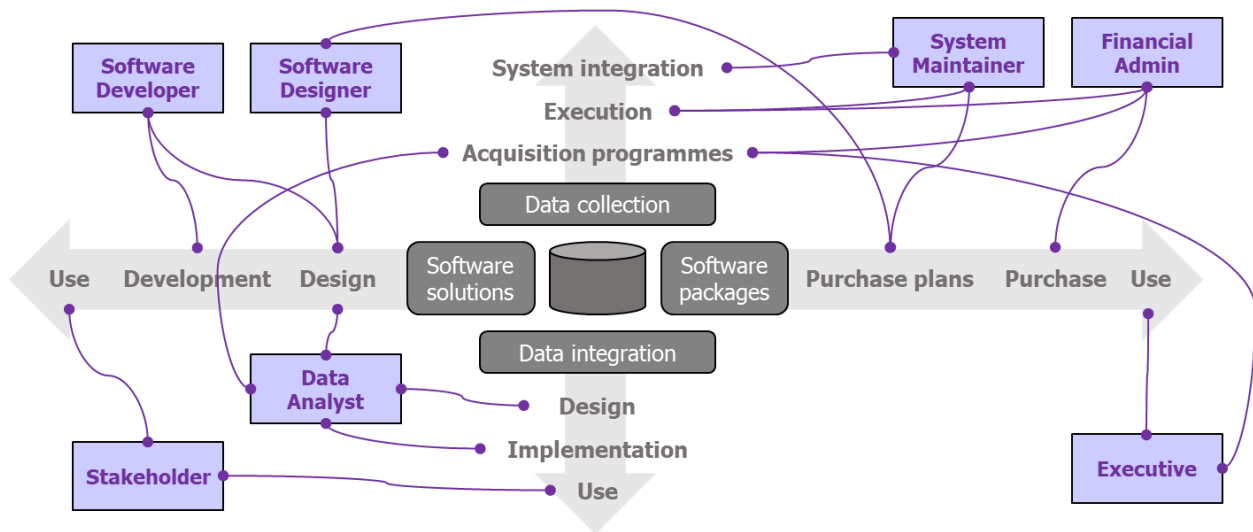 Software
Developer
Software
Designer
System
Maintainer
Financial
Admin
System integration
Execution
Acquisition programmes
Data collection
Use
Development
Design
Software
solutions
Software
packages
Purchase plans
Purchase
Use
Data integration
Data
Analyst
Design
Implementation
Use
Stakeholder
Executive